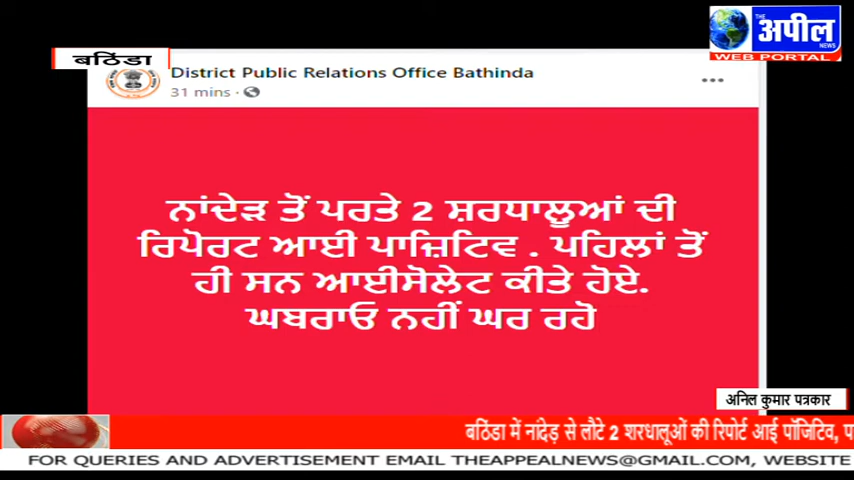 ਬਠਿੰਡਾ
THE
अपील
NEWS
WEB PORTAL
District Public Relations Office Bathinda
31 mins ·
ਨਾਂਦੇੜ ਤੋਂ ਪਰਤੇ 2 ਸ਼ਰਧਾਲੂਆਂ ਦੀ
ਰਿਪੋਰਟ ਆਈ ਪਾਜ਼ਿਟਿਵ . ਪਹਿਲਾਂ ਤੋਂ
ਹੀ ਸਨ ਆਈਸੋਲੇਟ ਕੀਤੇ ਹੋਏ.
ਘਬਰਾਓ ਨਹੀਂ ਘਰ ਰਹੋ
अनिल कुमार पत्रकार
बठिंडा में नांदेड़ से लौटे 2 शरधालूओं की रिपोर्ट आई पॉजिटिव, प
FOR QUERIES AND ADVERTISEMENT EMAIL THEAPPEALNEWS@GMAIL.COM, WEBSITE